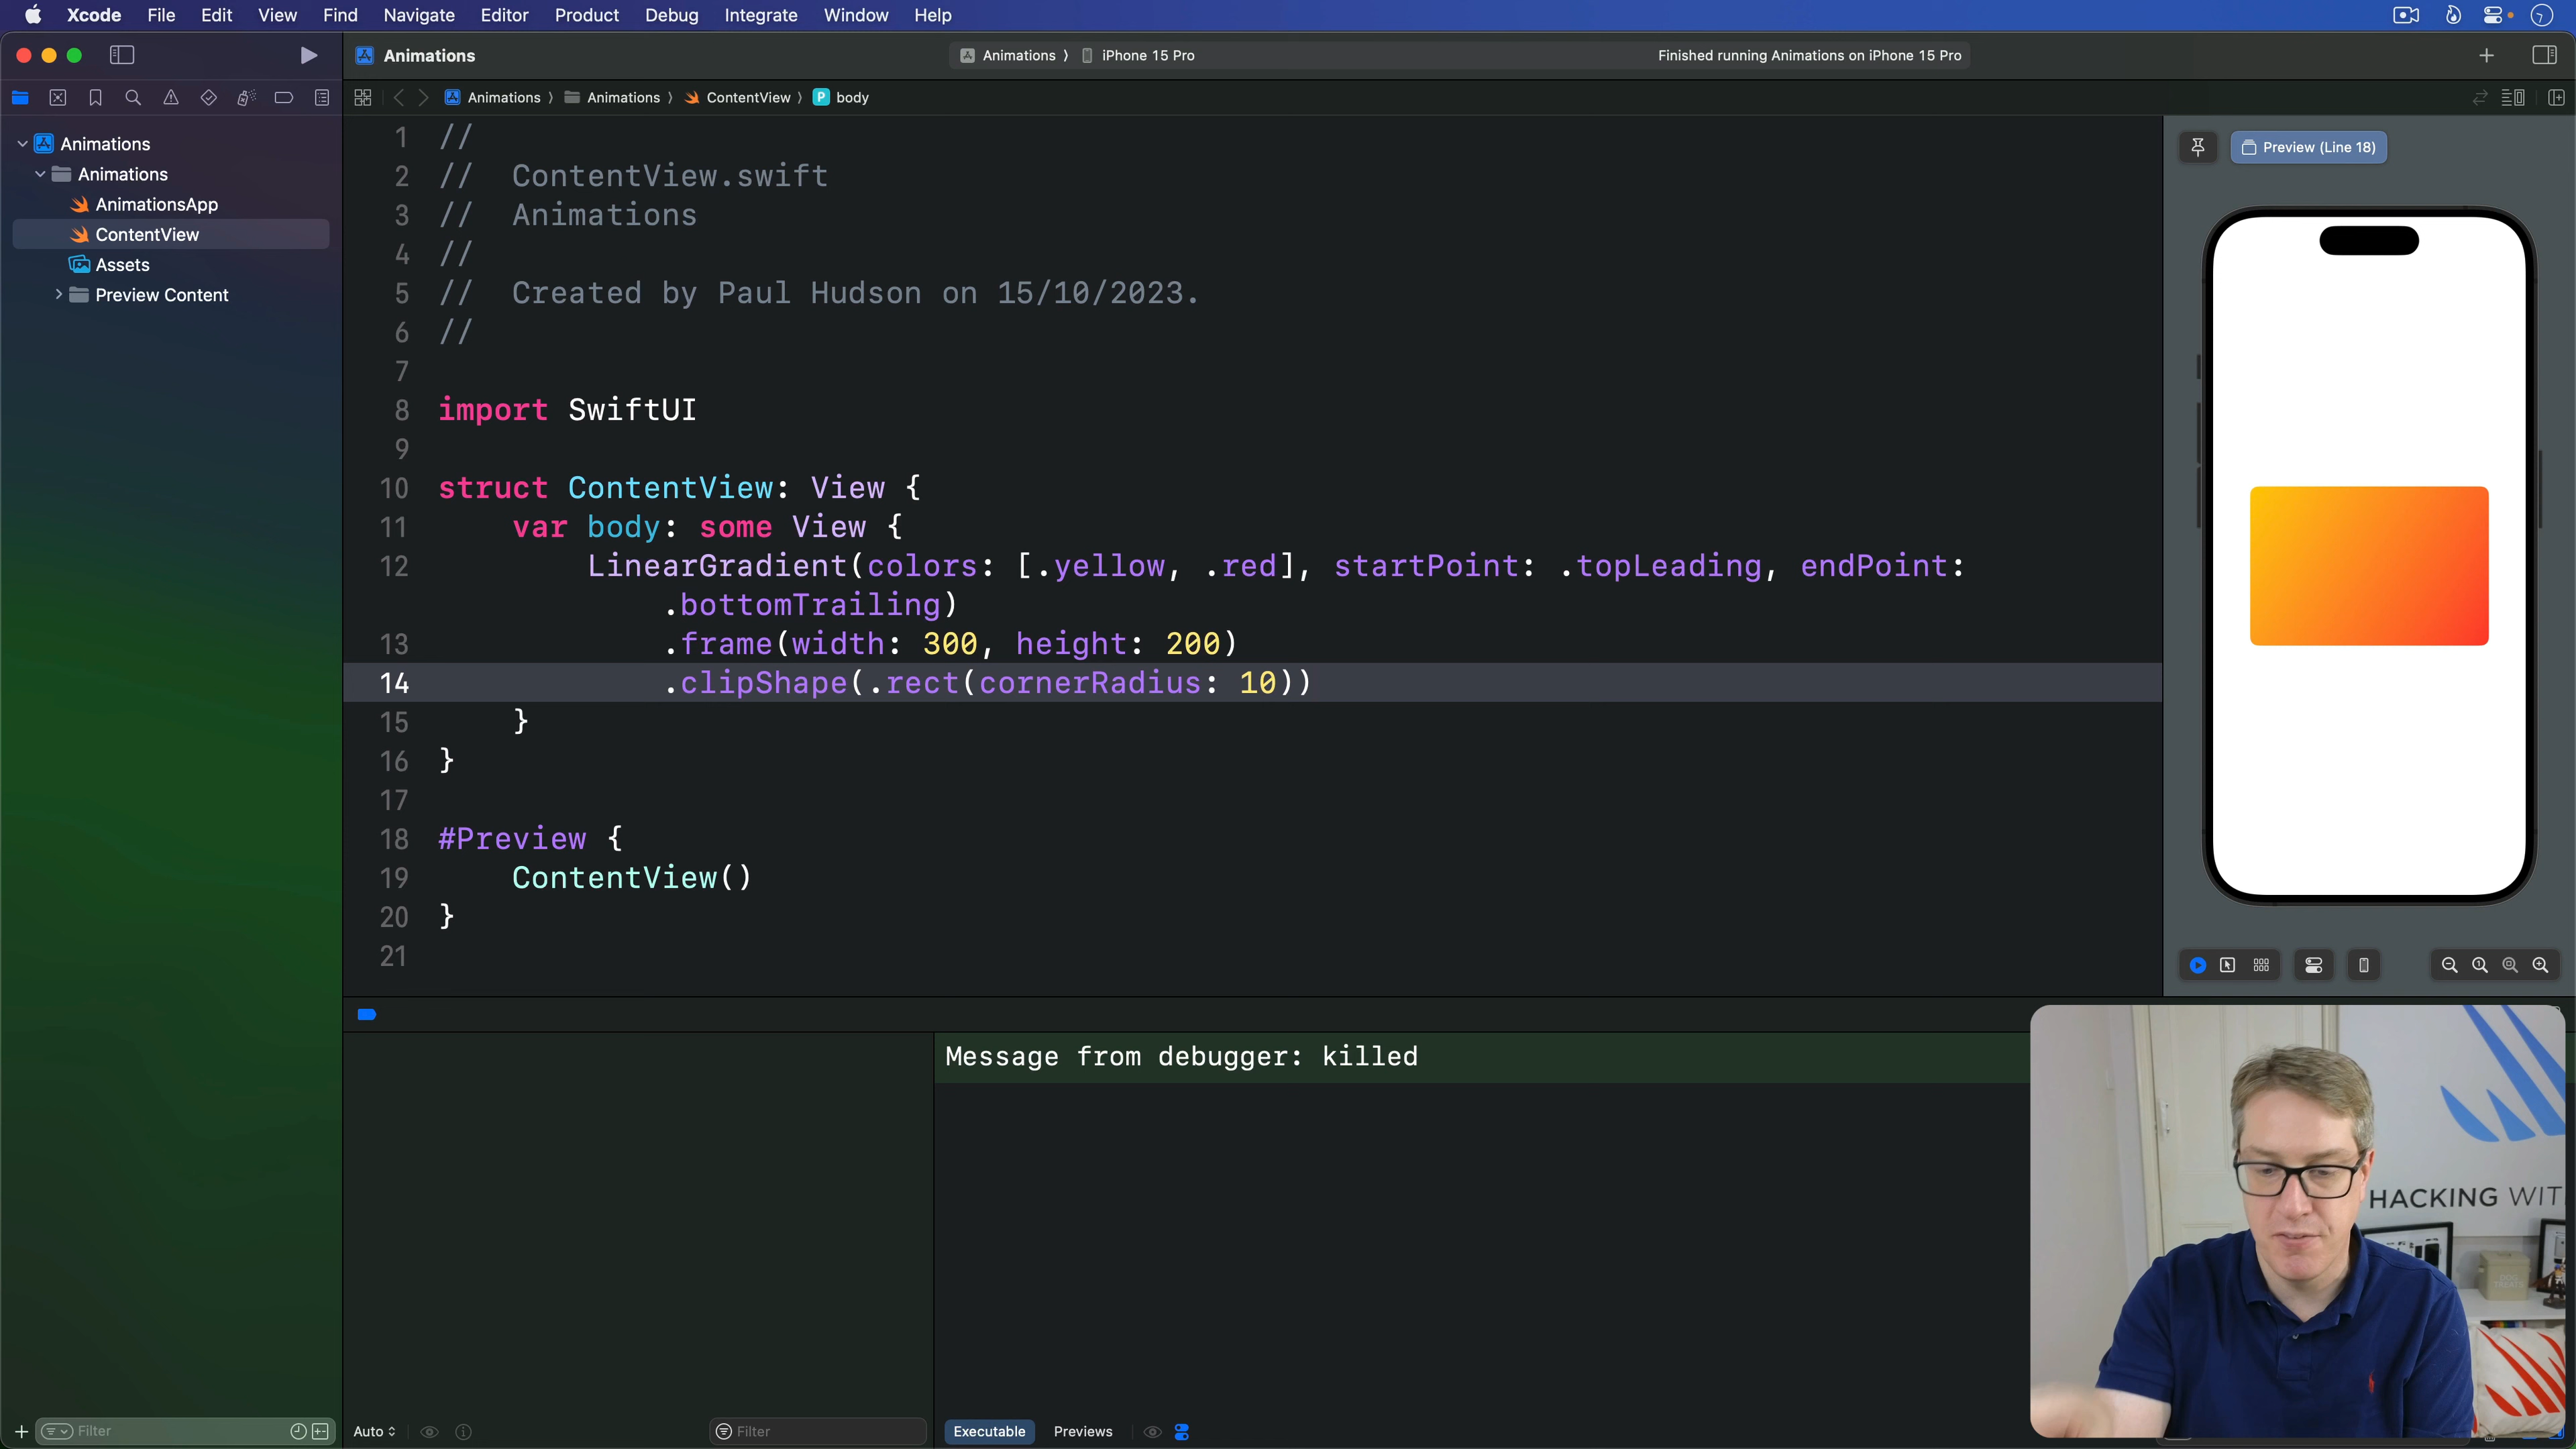 Xcode File Edit View Find Navigate Editor Product Debug Integrate Window Help
Animations
Animations 〉 iPhone 15 Pro
Finished running Animations on iPhone 15 Pro
Animations 〉 Animations 〉 ContentView 〉 P body
Animations
Animations
AnimationsApp
ContentView
Assets
Preview Content
1 //
2 //  ContentView.swift
3 //  Animations
4 //
5 //  Created by Paul Hudson on 15/10/2023.
6 //
7
8 import SwiftUI
9
10 struct ContentView: View {
11     var body: some View {
12         LinearGradient(colors: [.yellow, .red], startPoint: .topLeading, endPoint:
.bottomTrailing)
13             .frame(width: 300, height: 200)
14             .clipShape(.rect(cornerRadius: 10))
15     }
16 }
17
18 #Preview {
19     ContentView()
20 }
21
Preview (Line 18)
Message from debugger: killed
HACKING WIT
Filter
Auto
Filter
Executable Previews